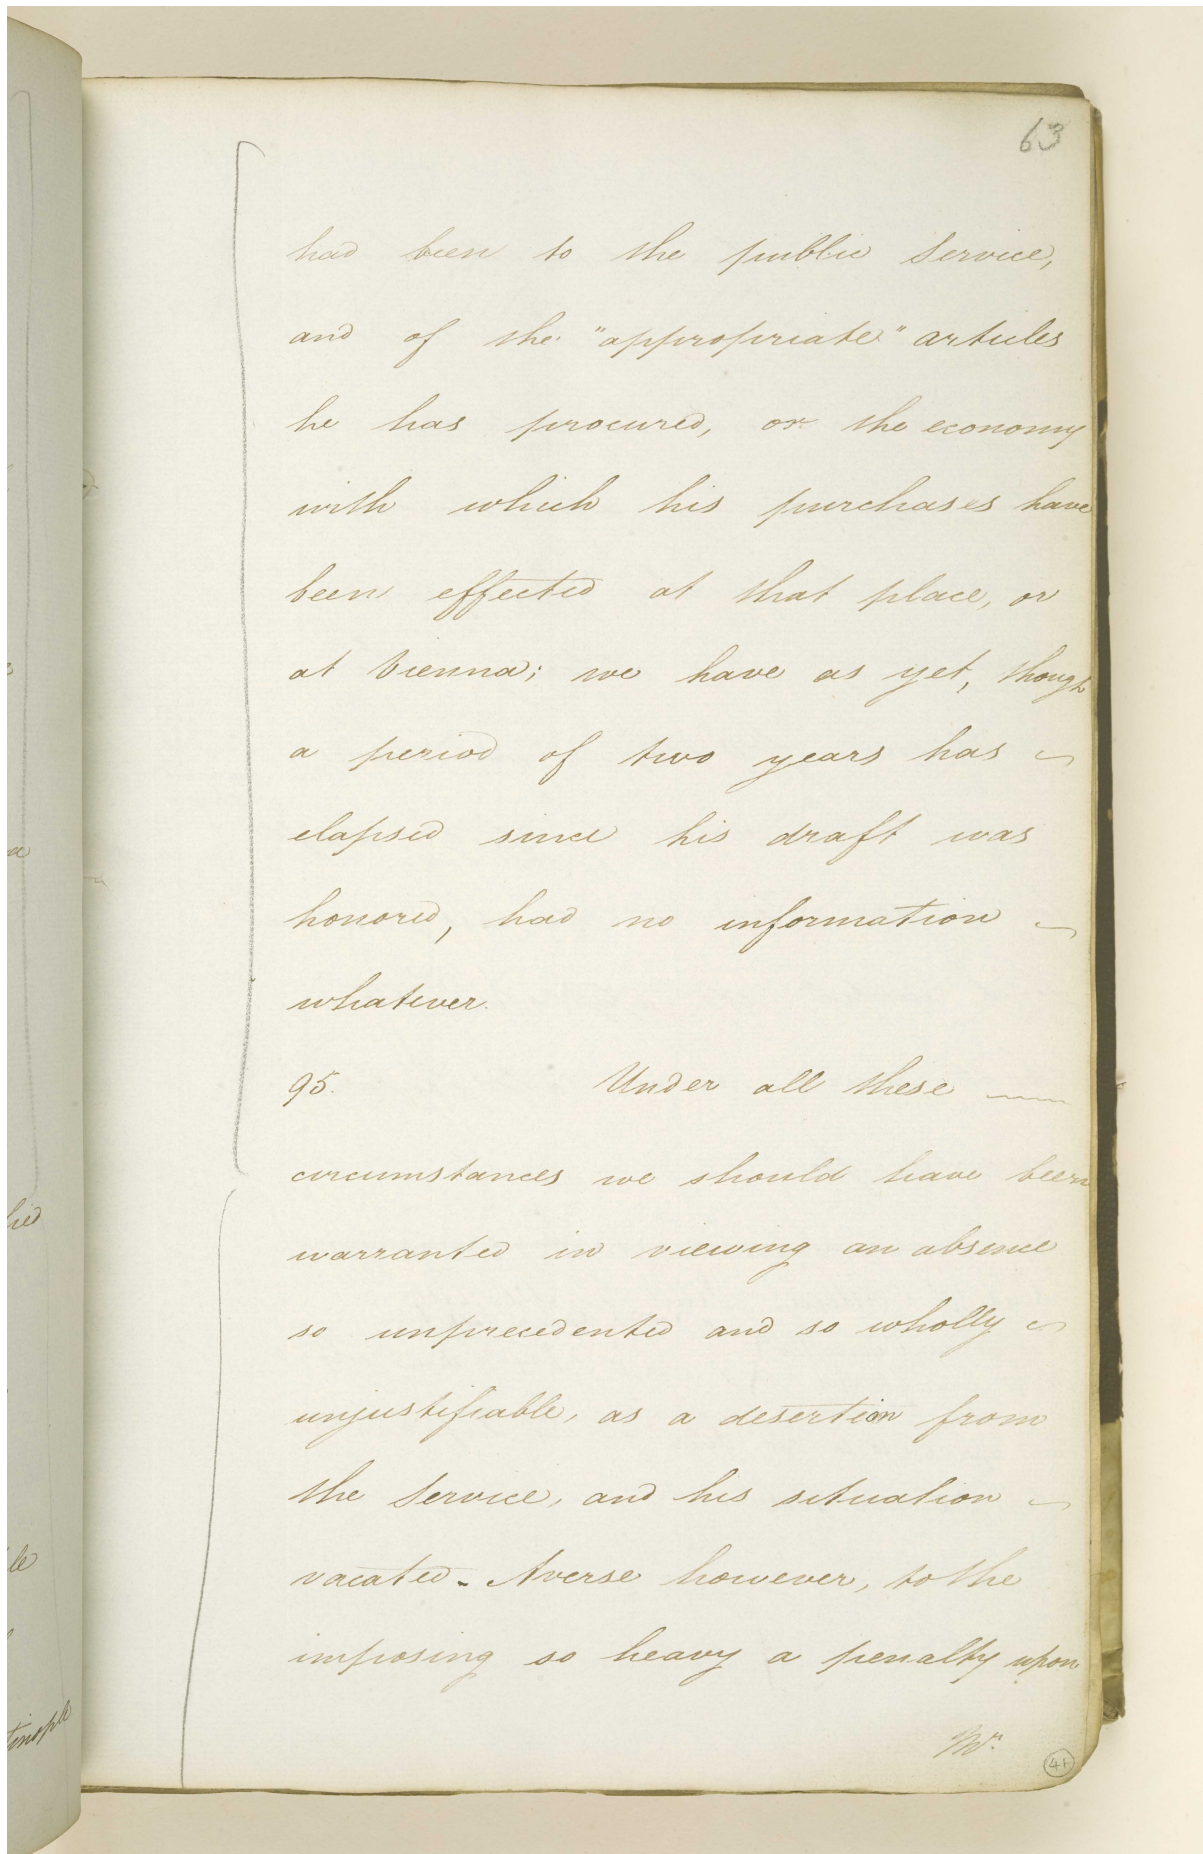 63
had been to the public Service,
and of the "appropriate" articles
he has procured, or the economy
with which his purchases have
been effected at that place, or
at Vienna; we have as yet, though
a period of two years has
elapsed since his draft was
honored, had no information
whatever.
95. Under all these
circumstances we should have been
warranted in viewing an absence
so unprecedented and so wholly
unjustifiable, as a desertion from
the Service, and his situation
vacated. Averse however, to the
imposing so heavy a penalty upon
Mr.
41